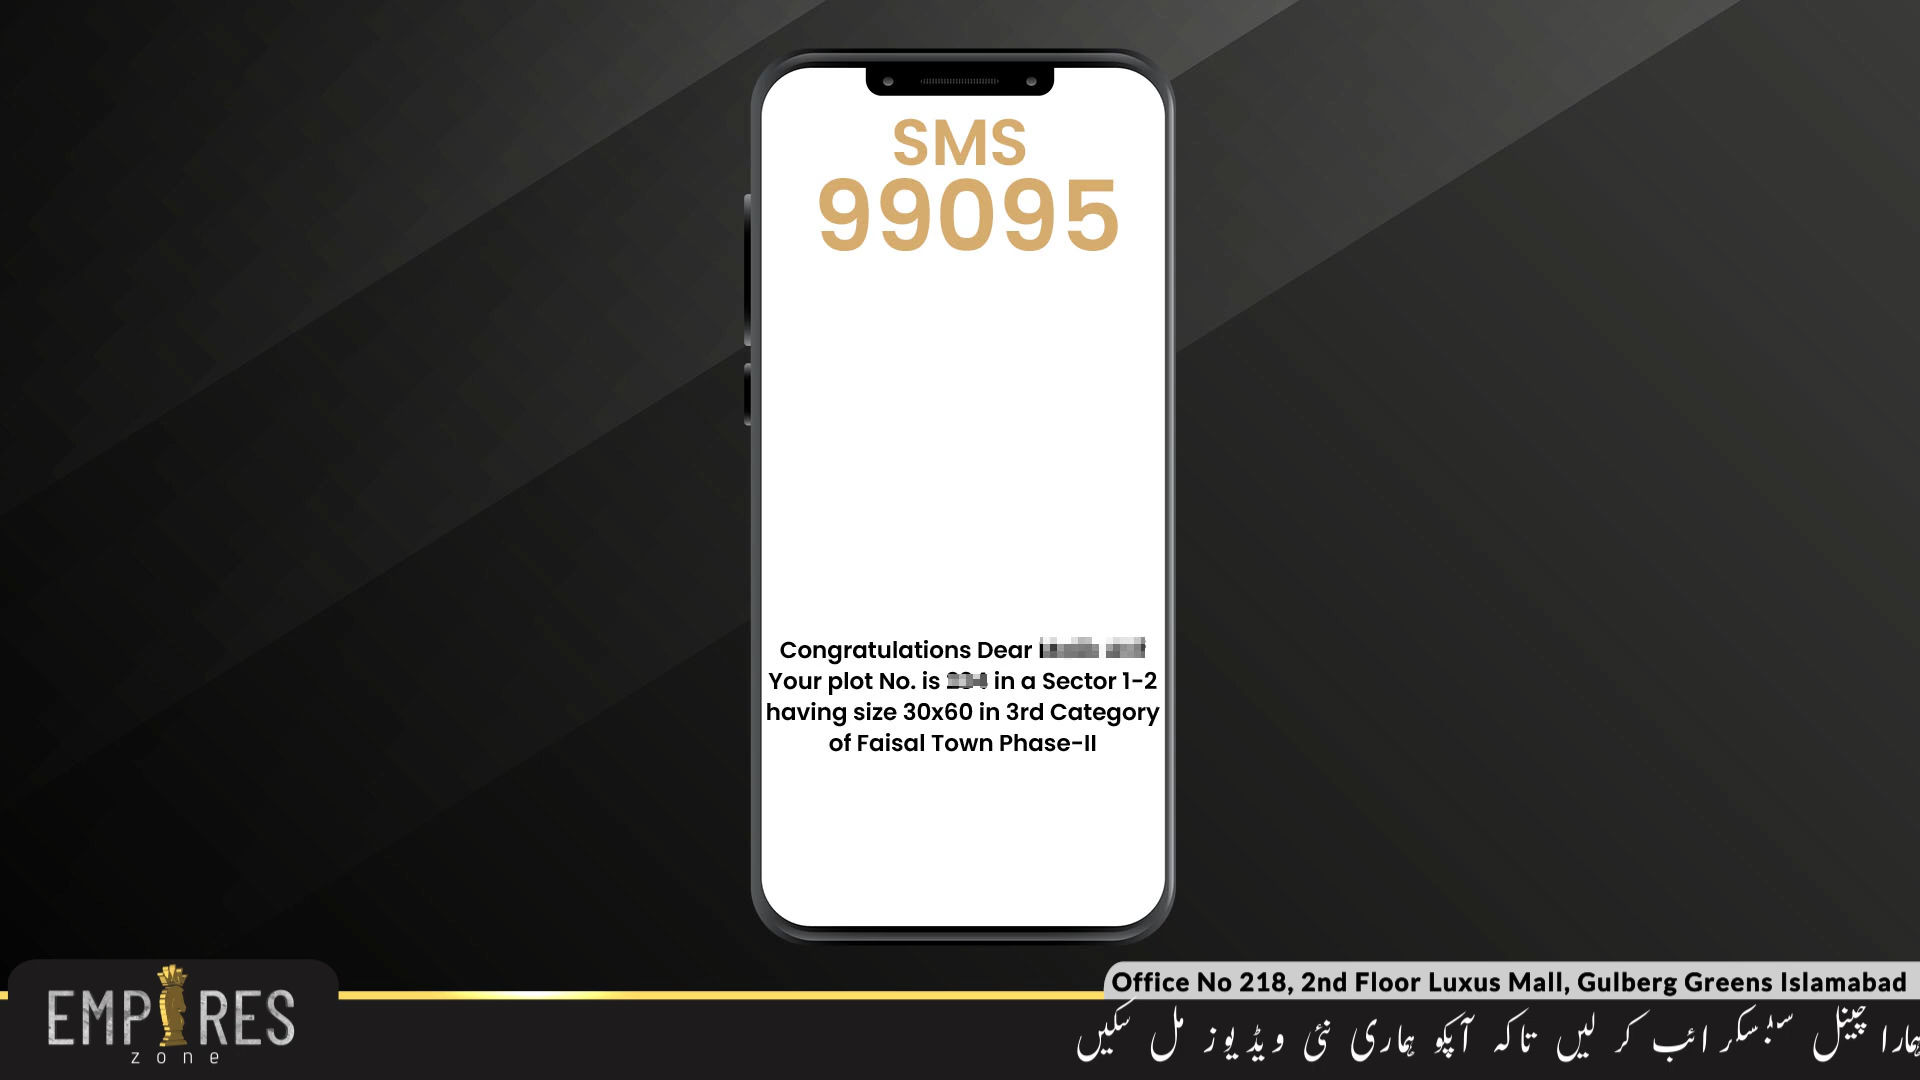 SMS
99095
Congratulations Dear
Your plot No. is in a Sector 1-2
having size 30x60 in 3rd Category
of Faisal Town Phase-II
EMPIRES
zone
Office No 218, 2nd Floor Luxus Mall, Gulberg Greens Islamabad
ہمارا چینل سبسکرائب کر لیں تاکہ آپکو ہماری نئی ویڈیوز مل سکیں